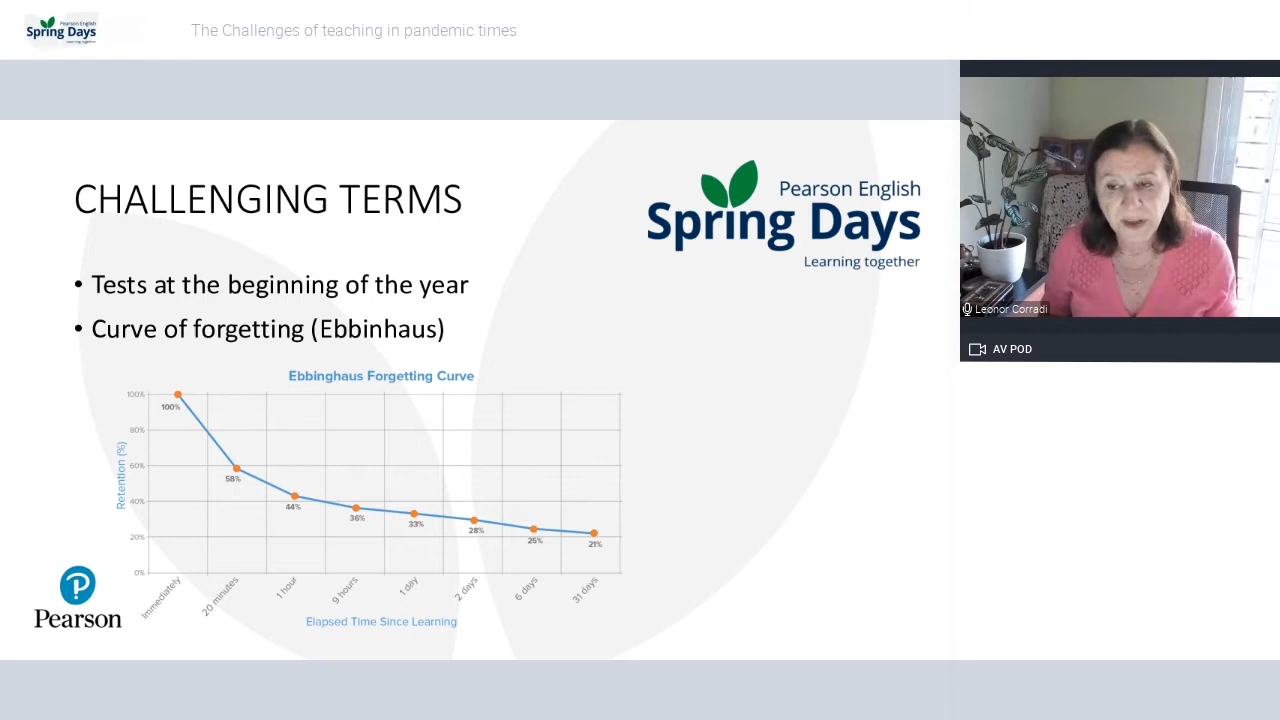 Pearson English
Spring Days
Learning together
The Challenges of teaching in pandemic times
CHALLENGING TERMS
Pearson English
Spring Days
Learning together
• Tests at the beginning of the year
• Curve of forgetting (Ebbinhaus)
Ebbinghaus Forgetting Curve
Retention (%)
100%
80%
60%
40%
20%
0%
100%
58%
44%
36%
33%
28%
25%
21%
Immediately
20 minutes
1 hour
9 hours
1 day
2 days
6 days
31 days
Elapsed Time Since Learning
P
Pearson
Leonor Corradi
AV POD